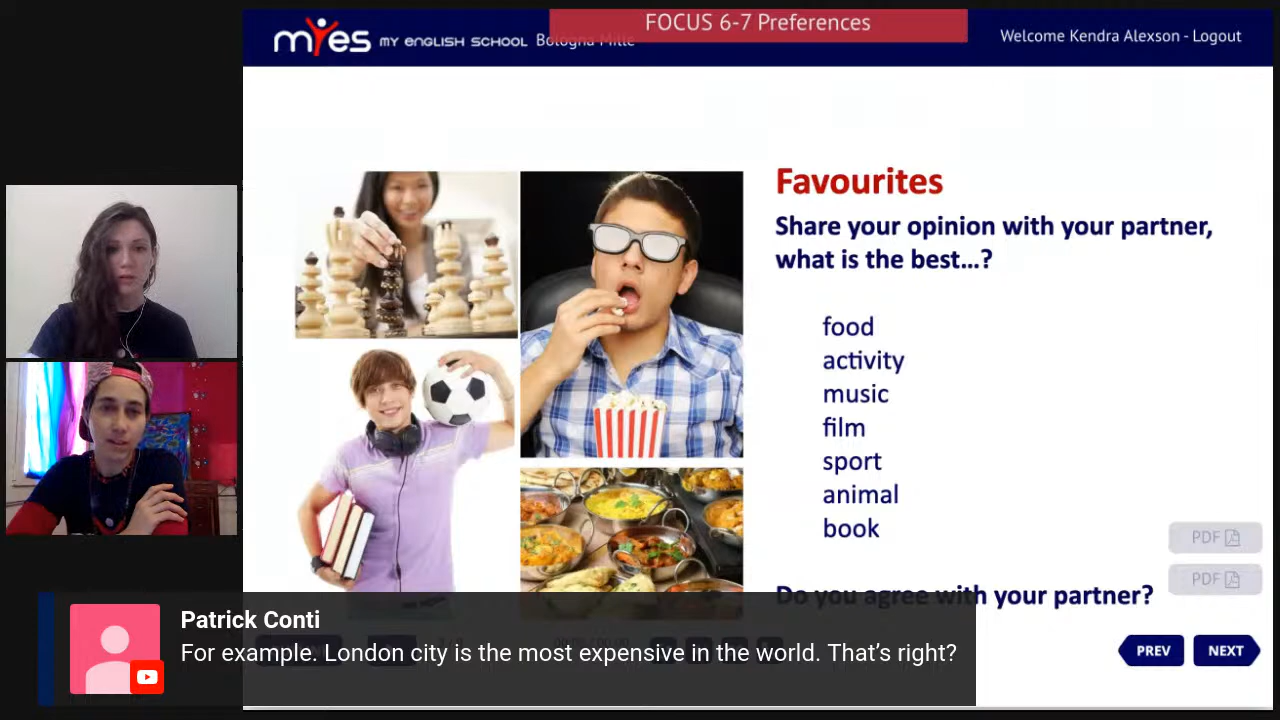 FOCUS 6-7 Preferences
myes MY ENGLISH SCHOOL Bologna Mille
Welcome Kendra Alexson - Logout
Favourites
Share your opinion with your partner,
what is the best...?
food
activity
music
film
sport
animal
book
PDF
PDF
Do you agree with your partner?
PREV NEXT
Patrick Conti
For example. London city is the most expensive in the world. That’s right?